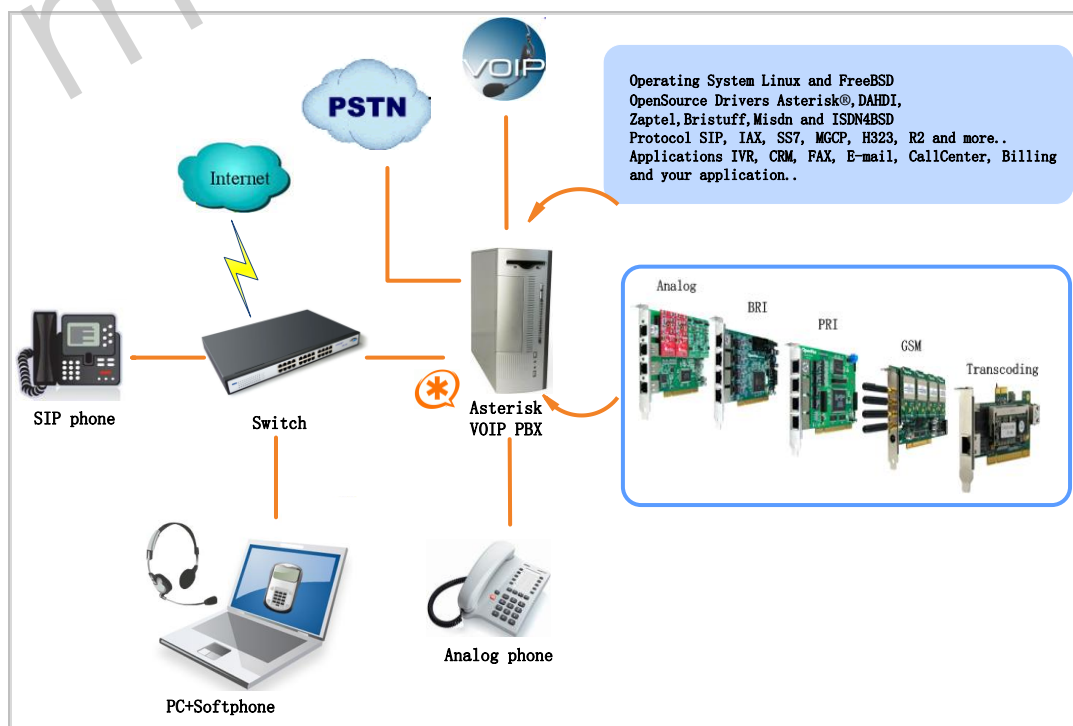 VOIP
PSTN
Internet
Operating System Linux and FreeBSD
OpenSource Drivers Asterisk®,DAHDI,
Zaptel,Bristuff,Misdn and ISDN4BSD
Protocol SIP, IAX, SS7, MGCP, H323, R2 and more..
Applications IVR, CRM, FAX, E-mail, CallCenter, Billing
and your application..
Analog
BRI
PRI
GSM
Transcoding
SIP phone
Switch
Asterisk
VOIP PBX
Analog phone
PC+Softphone